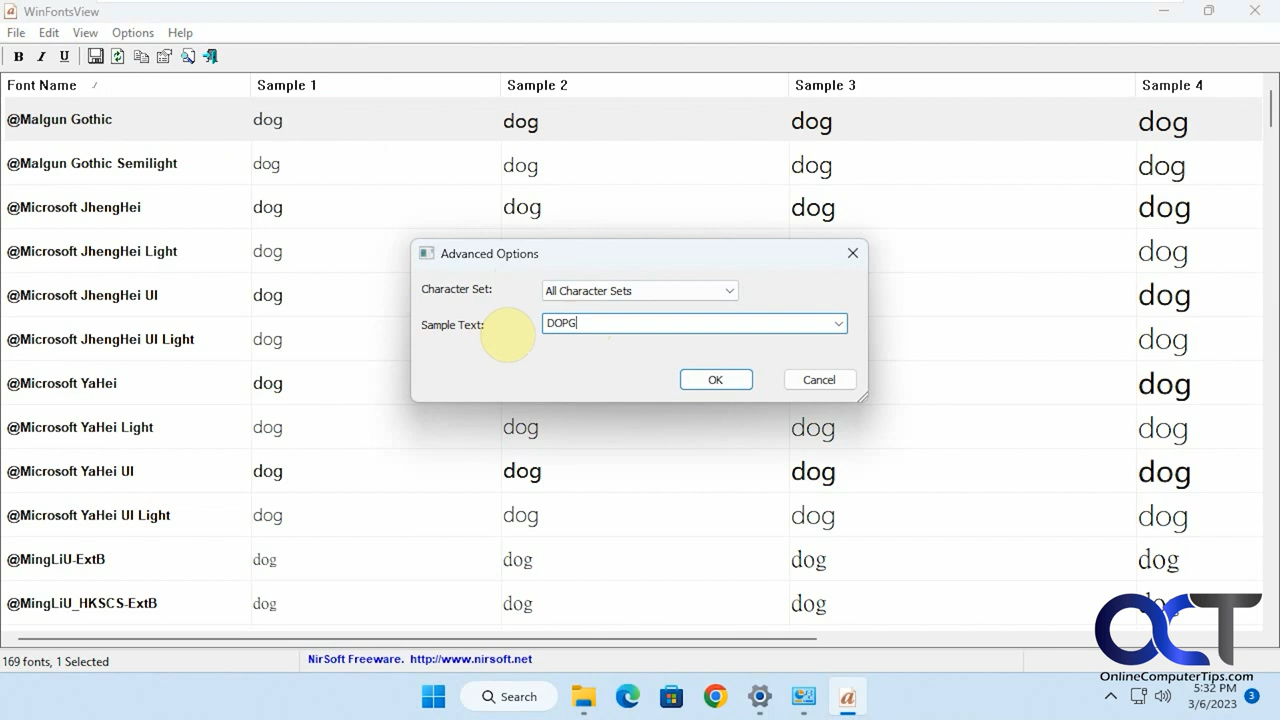 WinFontsView
File Edit View Options Help
B I U
Font Name Sample 1 Sample 2 Sample 3 Sample 4
@Malgun Gothic dog dog dog dog
@Malgun Gothic Semilight dog dog dog dog
@Microsoft JhengHei dog dog dog dog
@Microsoft JhengHei Light dog dog
@Microsoft JhengHei UI dog dog
@Microsoft JhengHei UI Light dog dog
@Microsoft YaHei dog dog
@Microsoft YaHei Light dog dog dog dog
@Microsoft YaHei UI dog dog dog dog
@Microsoft YaHei UI Light dog dog dog dog
@MingLiU-ExtB dog dog dog dog
@MingLiU_HKSCS-ExtB dog dog dog
Advanced Options
Character Set: All Character Sets
Sample Text: DOPG
OK Cancel
169 fonts, 1 Selected NirSoft Freeware. http://www.nirsoft.net
OCT
OnlineComputerTips.com
Search
5:32 PM
3/6/2023 3